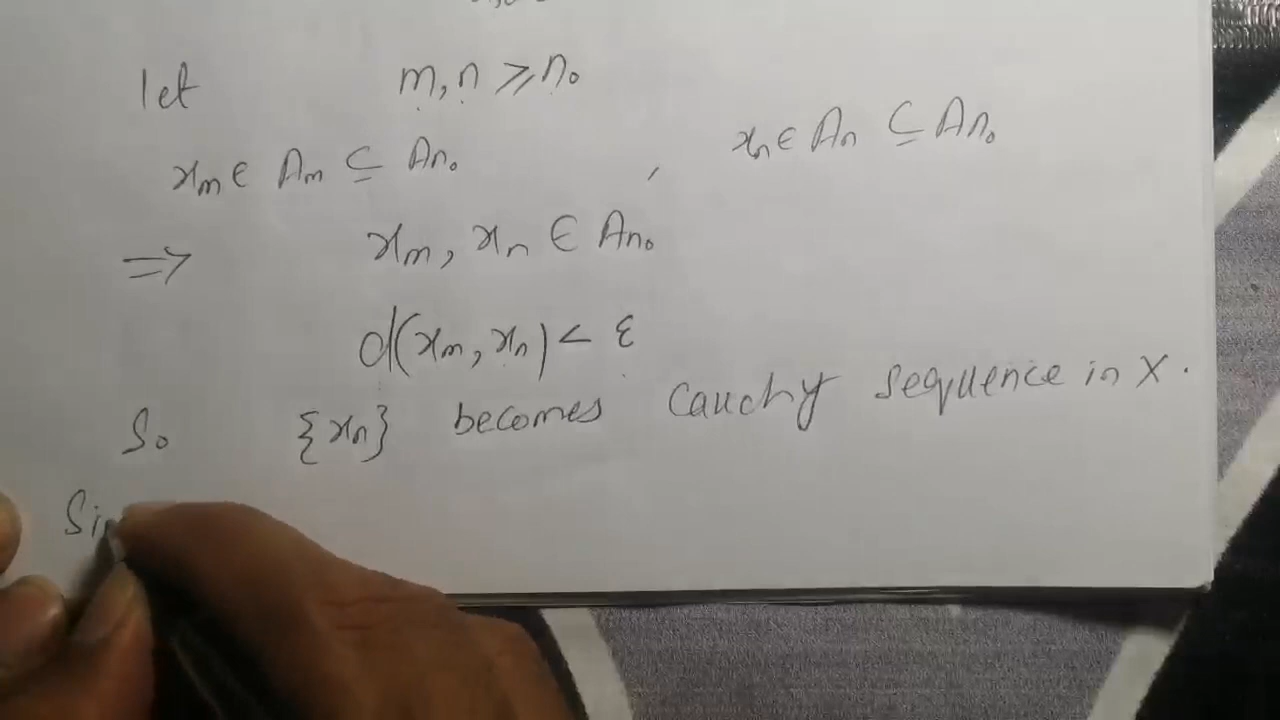 let m, n ≥ n₀
xₘ ∈ Aₘ ⊆ Aₙ₀ , xₙ ∈ Aₙ ⊆ Aₙ₀
⇒ xₘ, xₙ ∈ Aₙ₀
d(xₘ, xₙ) < ε
So {xₙ} becomes Cauchy sequence in X.